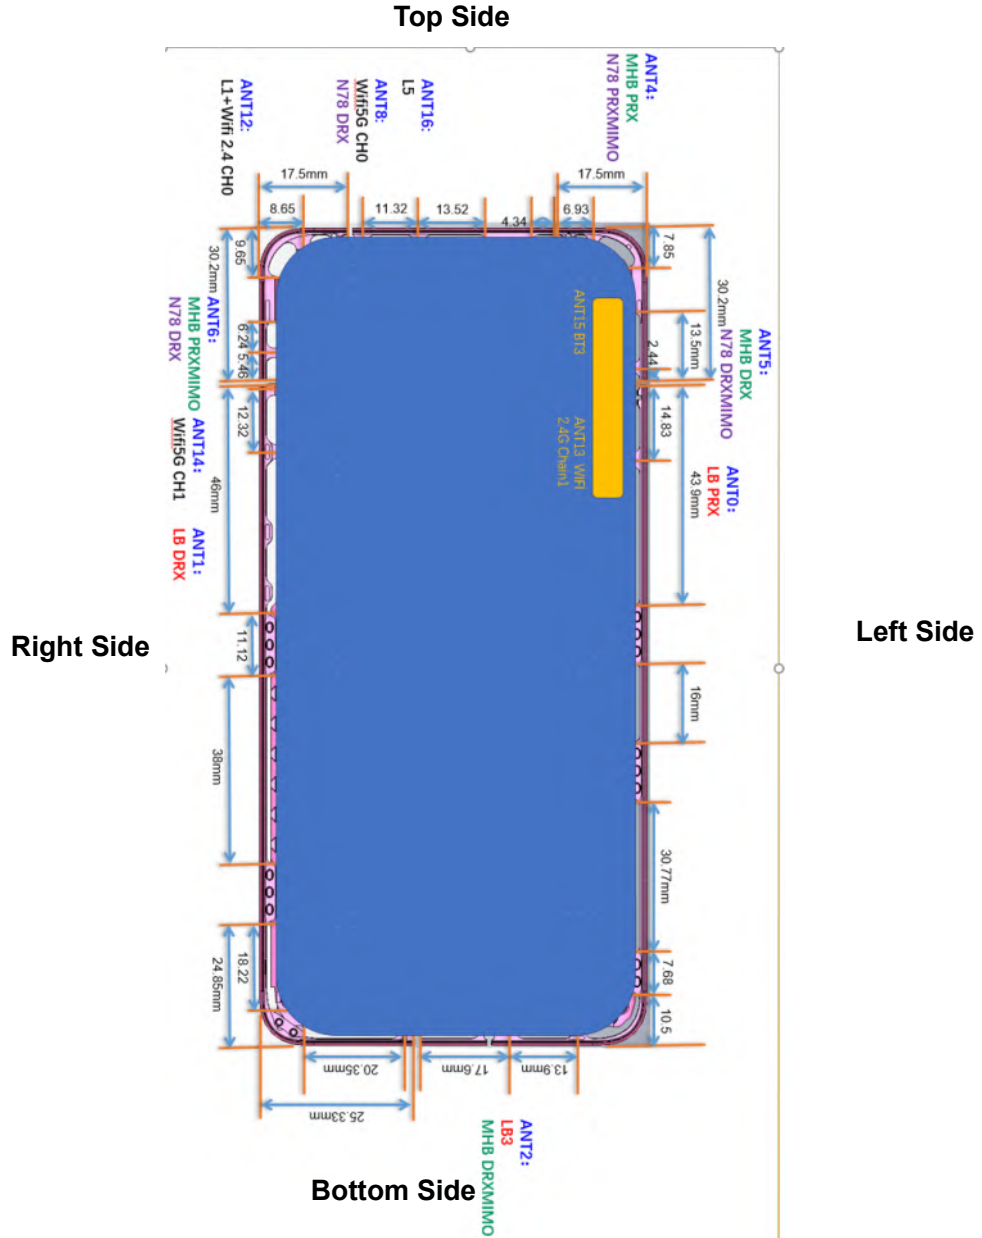 Top Side
ANT4:
MHB PRX
N78 PRXMIMO
ANT16:
L5
ANT8:
Wifi5G CH0
N78 DRX
ANT12:
L1+Wifi 2.4 CH0
17.5mm
17.5mm
8.65
11.32
13.52
4.34
6.93
9.65
30.2mm
7.85
30.2mm
13.5mm
2.44
ANT5:
MHB DRX
N78 DRXMIMO
ANT6:
MHB PRXMIMO
N78 DRX
6.24
5.46
ANT15 BT3
ANT13 WIFI
2.4G Chain1
12.32
46mm
14.83
43.9mm
ANT0:
LB PRX
ANT14:
Wifi5G CH1
ANT1:
LB DRX
Right Side
Left Side
11.12
16mm
38mm
30.77mm
18.22
24.85mm
7.68
10.5
20.35mm
17.6mm
13.9mm
25.33mm
ANT2:
LB3
MHB DRXMIMO
Bottom Side